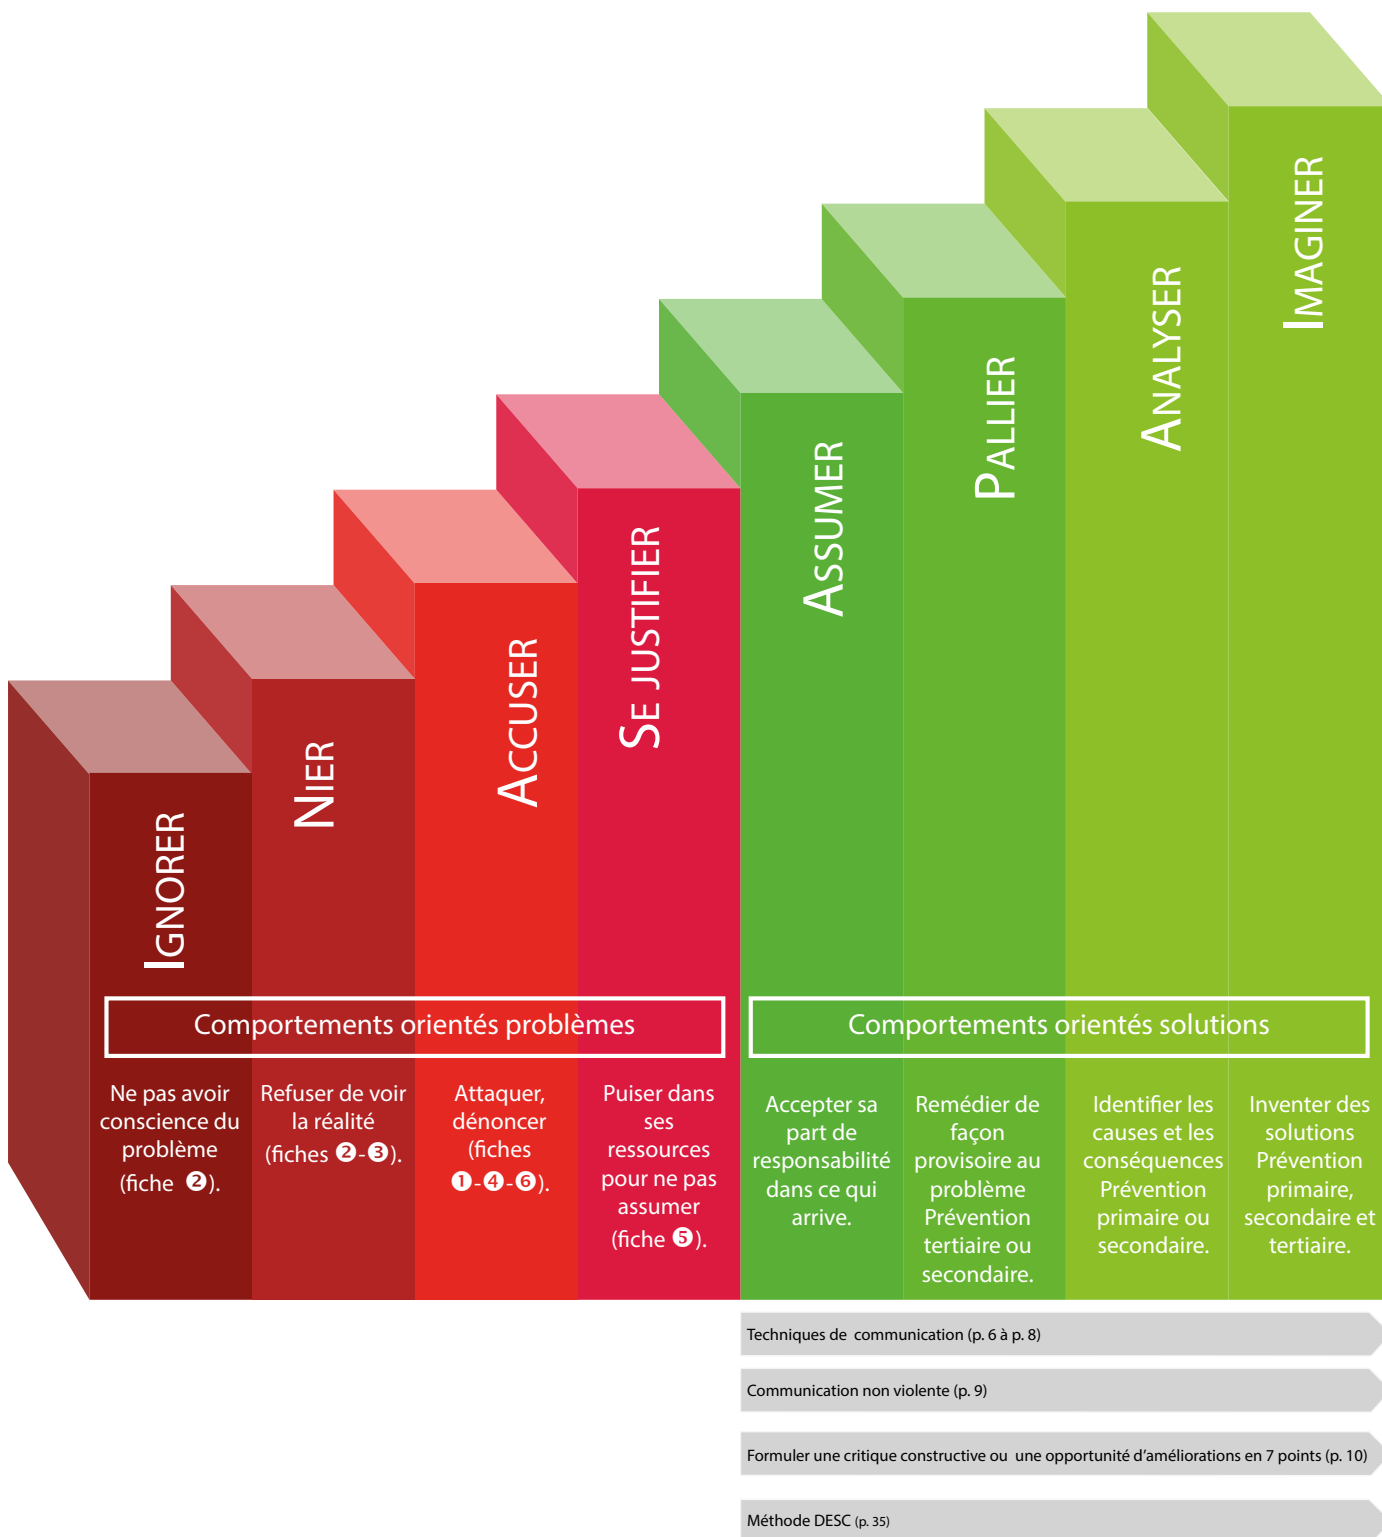 IGNORER
NIER
ACCUSER
SE JUSTIFIER
ASSUMER
PALLIER
ANALYSER
IMAGINER
Comportements orientés problèmes
Ne pas avoir
conscience du
problème
(fiche ❷).
Refuser de voir
la réalité
(fiches ❷-❸).
Attaquer,
dénoncer
(fiches
❶-❹-❻).
Puiser dans
ses
ressources
pour ne pas
assumer
(fiche ❺).
Comportements orientés solutions
Accepter sa
part de
responsabilité
dans ce qui
arrive.
Remédier de
façon
provisoire au
problème
Prévention
tertiaire ou
secondaire.
Identifier les
causes et les
conséquences
Prévention
primaire ou
secondaire.
Inventer des
solutions
Prévention
primaire,
secondaire et
tertiaire.
Techniques de communication (p. 6 à p. 8)
Communication non violente (p. 9)
Formuler une critique constructive ou une opportunité d’améliorations en 7 points (p. 10)
Méthode DESC (p. 35)